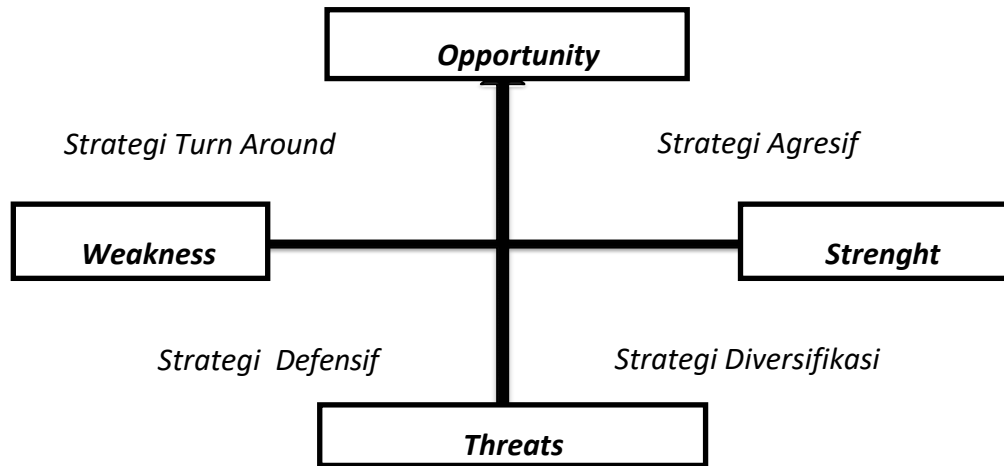 Opportunity
Strategi Turn Around
Strategi Agresif
Weakness
Strenght
Strategi  Defensif
Strategi Diversifikasi
Threats